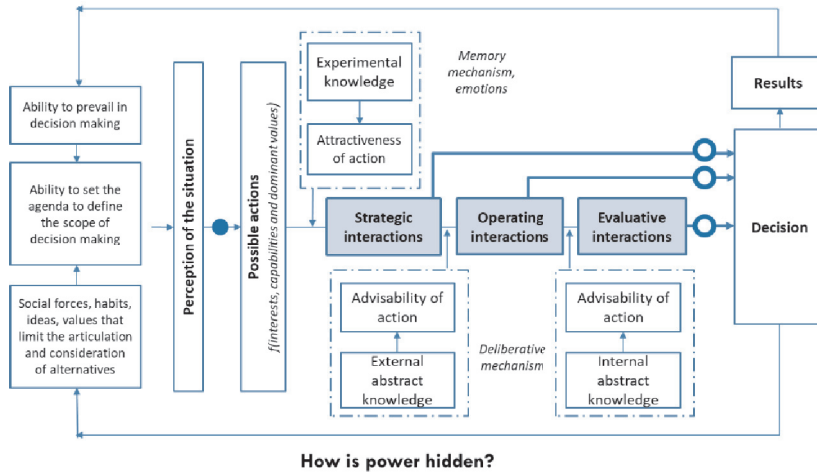 Ability to prevail in
decision making
Ability to set the
agenda to define
the scope of
decision making
Social forces, habits,
ideas, values that
limit the articulation
and consideration
of alternatives
Perception of the situation
Possible actions
f(interests, capabilities and dominant values)
Experimental
knowledge
Attractiveness
of action
Memory
mechanism,
emotions
Strategic
interactions
Operating
interactions
Evaluative
interactions
Advisability of
action
External
abstract
knowledge
Deliberative
mechanism
Advisability of
action
Internal
abstract
knowledge
Results
Decision
How is power hidden?